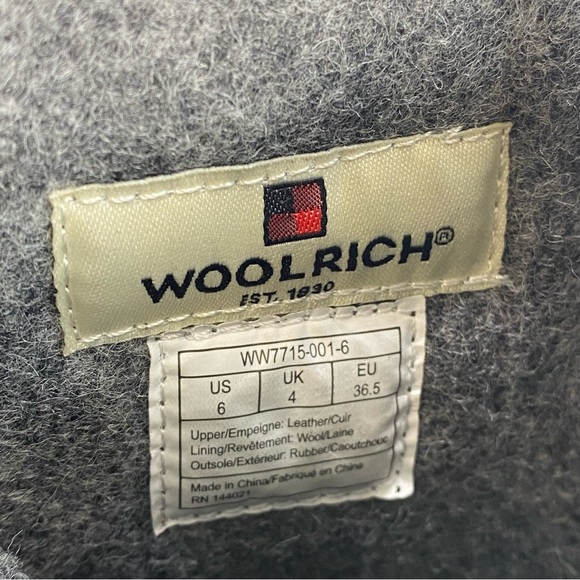 WOOLRICH®
EST. 1830
WW7715-001-6
US UK EU
6 4 36.5
Upper/Empeigne: Leather/Cuir
Lining/Revêtement: Wool/Laine
Outsole/Extérieur: Rubber/Caoutchouc
Made in China/Fabriqué en Chine
RN 144021